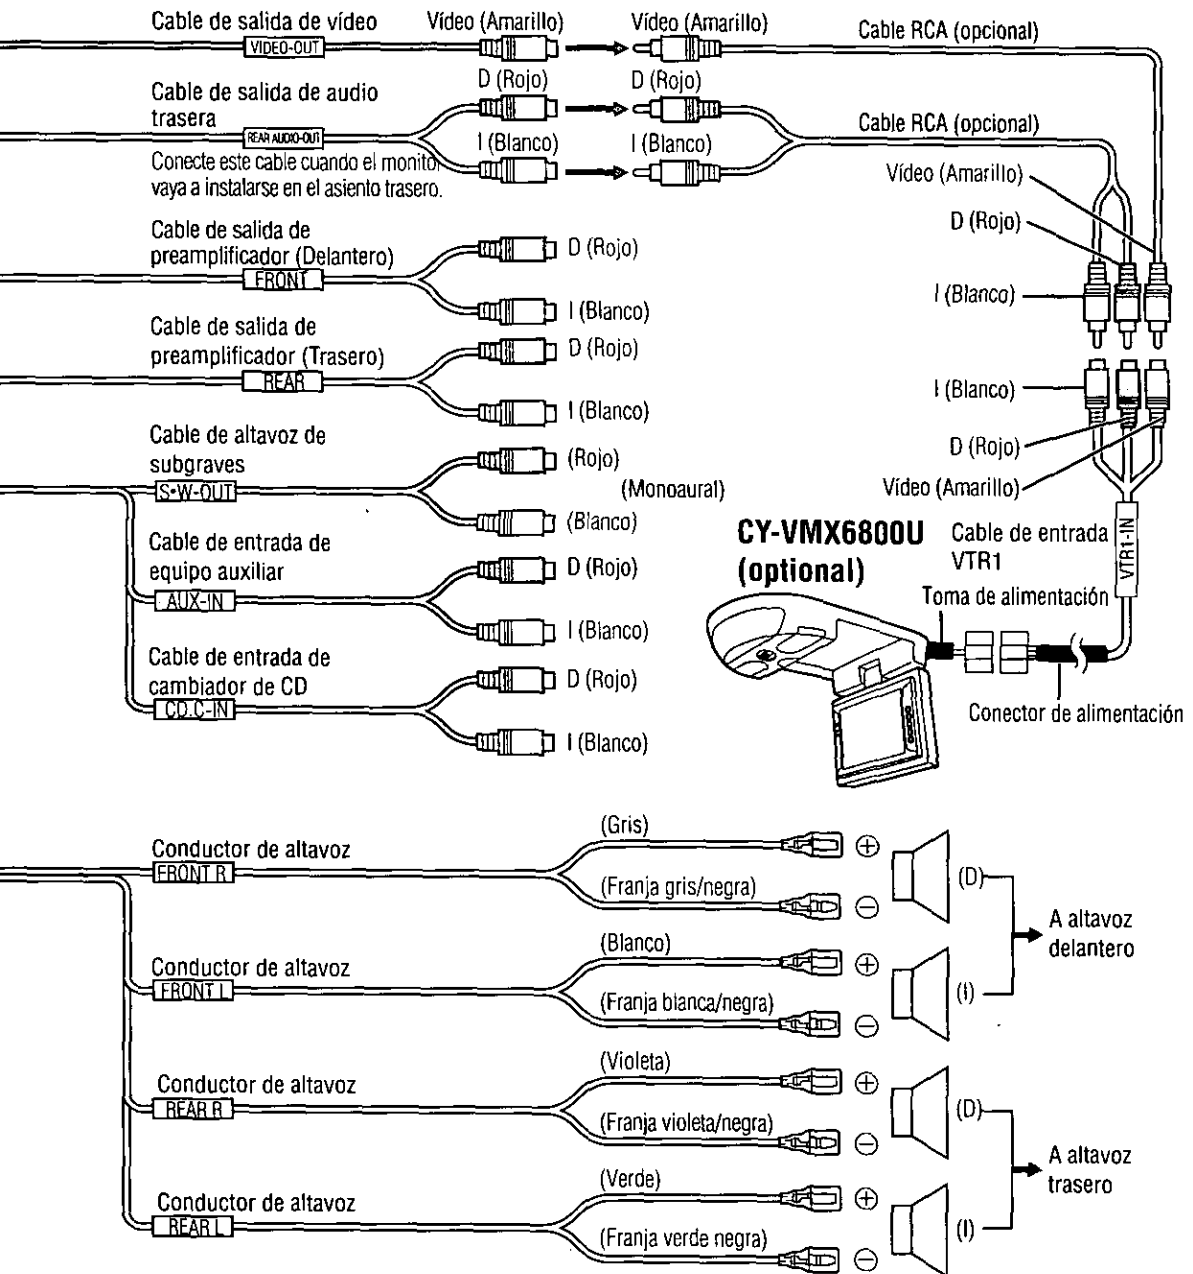 Cable de salida de vídeo
VIDEO-OUT
Vídeo (Amarillo)
Vídeo (Amarillo)
Cable RCA (opcional)
Cable de salida de audio
trasera
REAR AUDIO-OUT
D (Rojo)
D (Rojo)
I (Blanco)
I (Blanco)
Cable RCA (opcional)
Conecte este cable cuando el monitor
vaya a instalarse en el asiento trasero.
Vídeo (Amarillo)
D (Rojo)
I (Blanco)
I (Blanco)
D (Rojo)
Vídeo (Amarillo)
Cable de salida de
preamplificador (Delantero)
FRONT
D (Rojo)
I (Blanco)
Cable de salida de
preamplificador (Trasero)
REAR
D (Rojo)
I (Blanco)
Cable de altavoz de
subgraves
S•W-OUT
(Rojo)
(Monoaural)
(Blanco)
Cable de entrada de
equipo auxiliar
AUX-IN
D (Rojo)
I (Blanco)
Cable de entrada de
cambiador de CD
CD.C-IN
D (Rojo)
I (Blanco)
CY-VMX6800U
(optional)
Cable de entrada
VTR1
VTR1-IN
Toma de alimentación
Conector de alimentación
Conductor de altavoz
FRONT R
(Gris)
(Franja gris/negra)
+
−
(D)
Conductor de altavoz
FRONT L
(Blanco)
(Franja blanca/negra)
+
−
(I)
A altavoz
delantero
Conductor de altavoz
REAR R
(Violeta)
(Franja violeta/negra)
+
−
(D)
Conductor de altavoz
REAR L
(Verde)
(Franja verde negra)
+
−
(I)
A altavoz
trasero